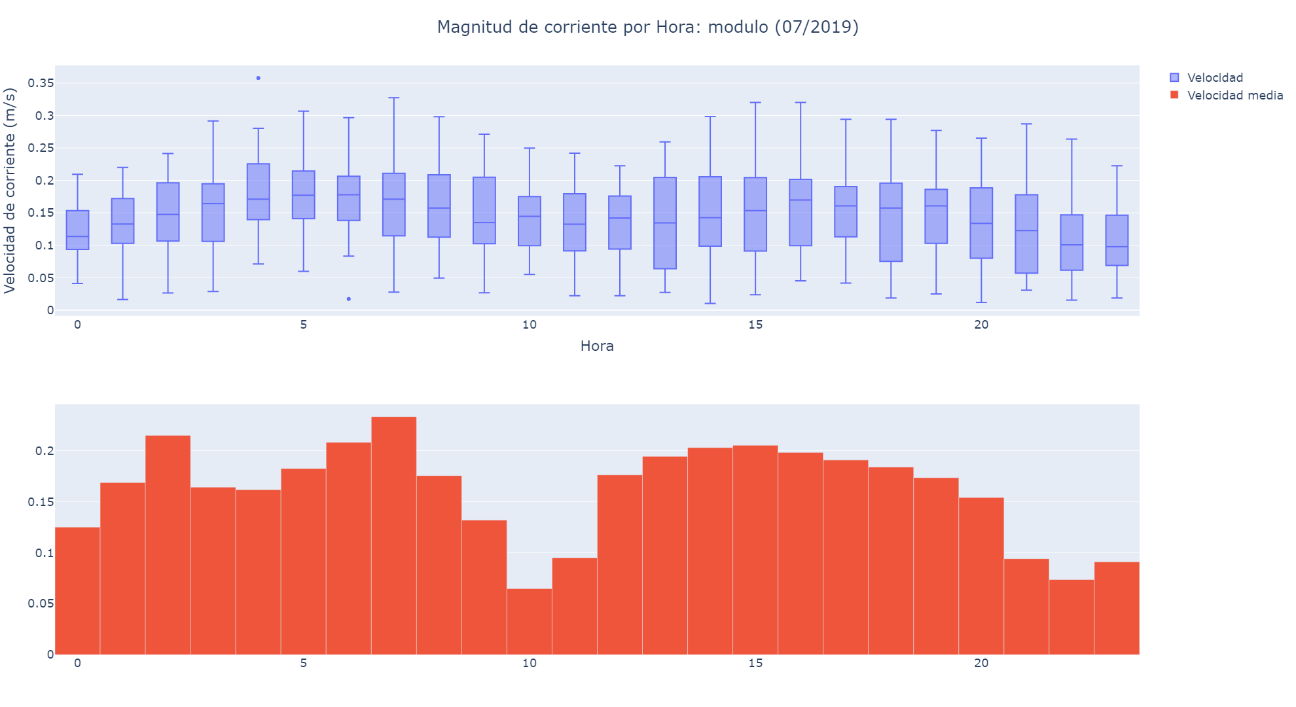 Magnitud de corriente por Hora: modulo (07/2019)
Velocidad de corriente (m/s)
0.35
0.3
0.25
0.2
0.15
0.1
0.05
0
0 5 10 15 20
Hora
Velocidad
Velocidad media
0.2
0.15
0.1
0.05
0
0 5 10 15 20